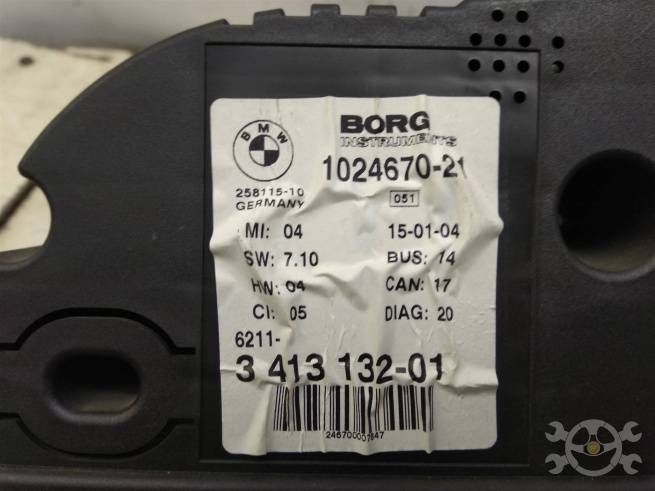 BMW
BORG
INSTRUMENTS
1024670-21
258115-10
GERMANY
051
MI: 04 15-01-04
SW: 7.10 BUS: 14
HW: 04 CAN: 17
CI: 05 DIAG: 20
6211-
3 413 132-01